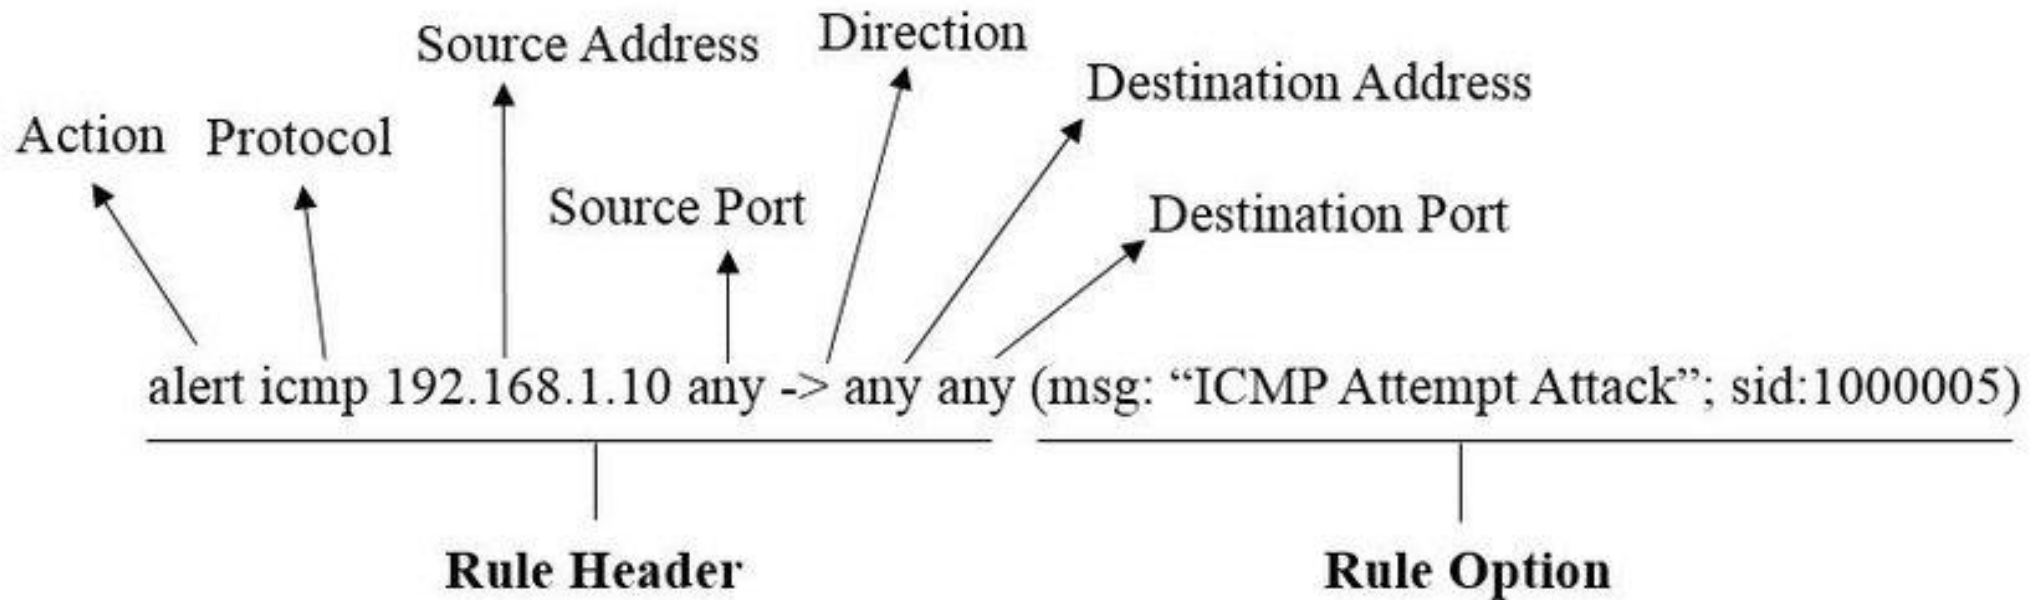 Source Address Direction
Destination Address
Action Protocol
Source Port
Destination Port
alert icmp 192.168.1.10 any -> any any (msg: “ICMP Attempt Attack”; sid:1000005)
Rule Header Rule Option